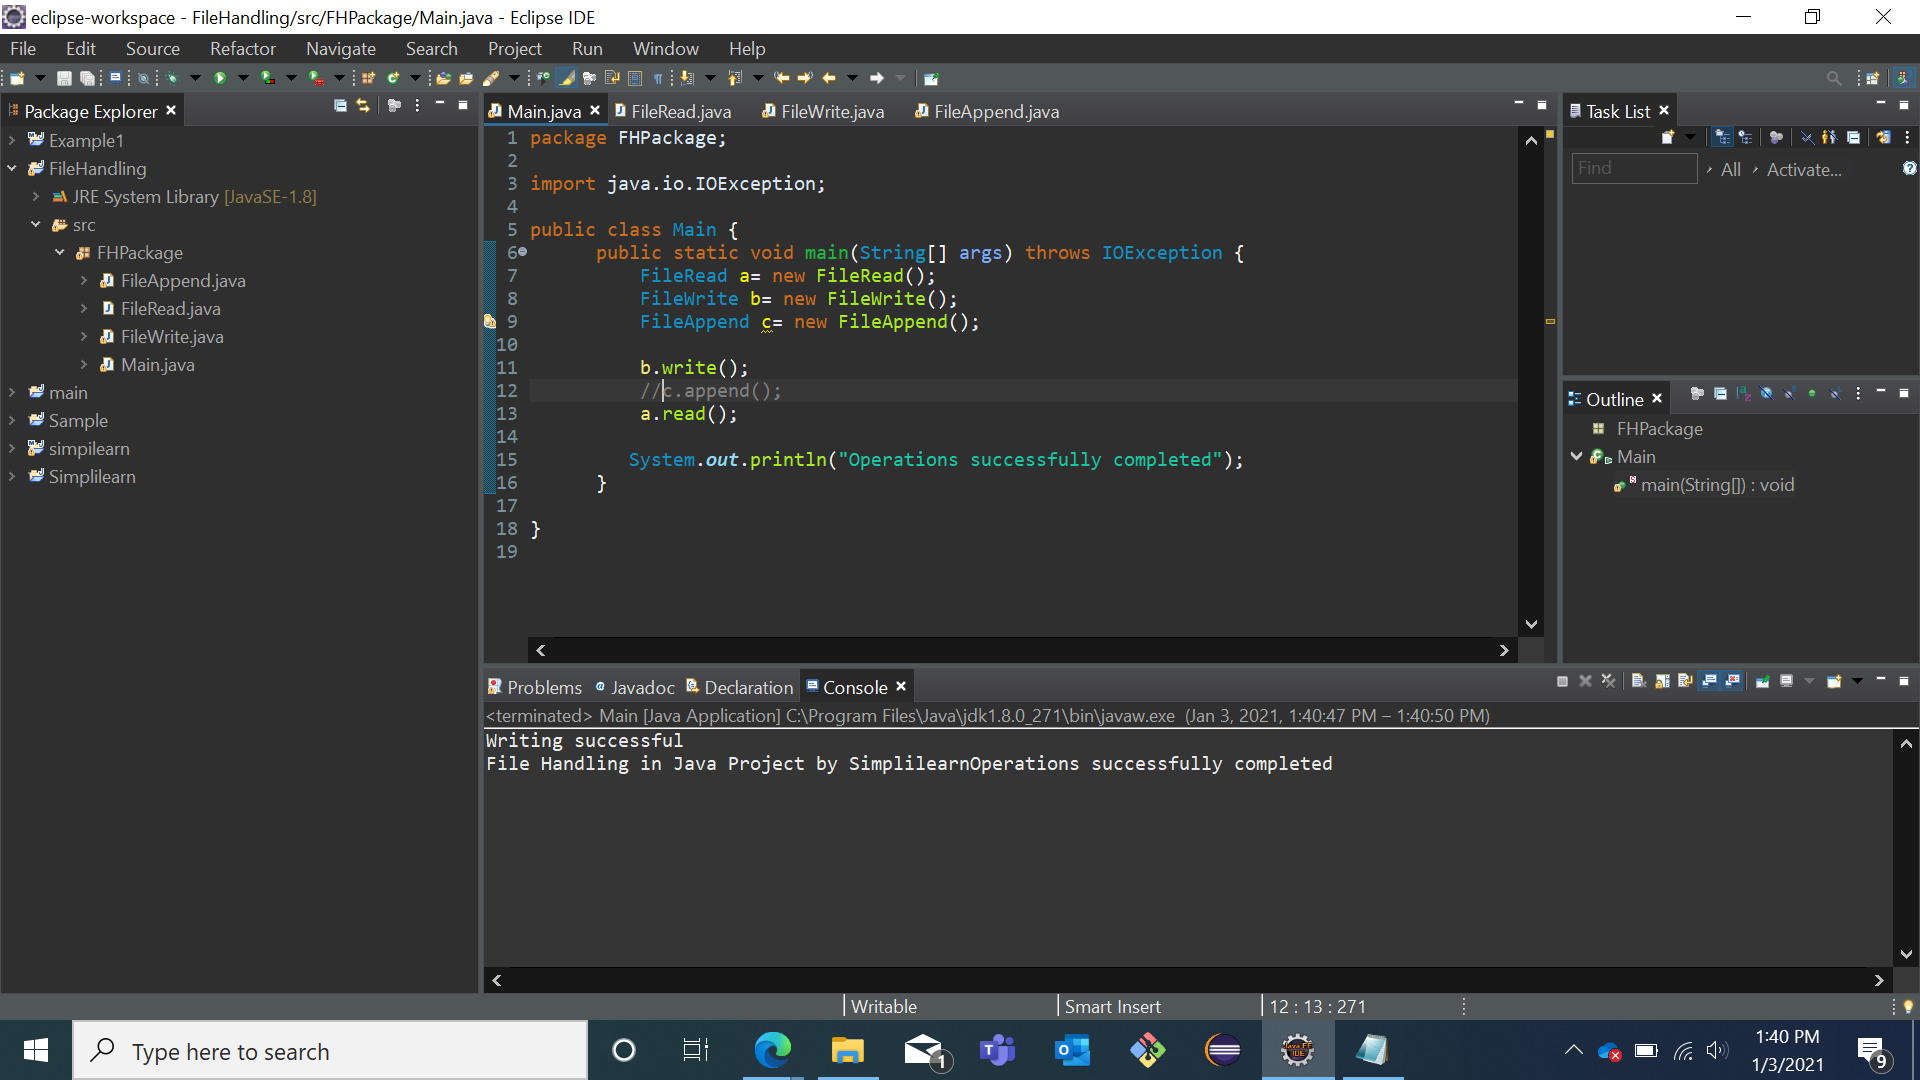 eclipse-workspace - FileHandling/src/FHPackage/Main.java - Eclipse IDE
File Edit Source Refactor Navigate Search Project Run Window Help
Package Explorer
Example1
FileHandling
JRE System Library [JavaSE-1.8]
src
FHPackage
FileAppend.java
FileRead.java
FileWrite.java
Main.java
main
Sample
simpilearn
Simplilearn
Main.java FileRead.java FileWrite.java FileAppend.java
1 package FHPackage;
2
3 import java.io.IOException;
4
5 public class Main {
6 public static void main(String[] args) throws IOException {
7 FileRead a= new FileRead();
8 FileWrite b= new FileWrite();
9 FileAppend c= new FileAppend();
10
11 b.write();
12 //c.append();
13 a.read();
14
15 System.out.println("Operations successfully completed");
16 }
17
18 }
19
Task List
Find All Activate...
Outline
FHPackage
Main
main(String[]) : void
Problems @ Javadoc Declaration Console
<terminated> Main [Java Application] C:\Program Files\Java\jdk1.8.0_271\bin\javaw.exe (Jan 3, 2021, 1:40:47 PM – 1:40:50 PM)
Writing successful
File Handling in Java Project by SimplilearnOperations successfully completed
Writable Smart Insert 12 : 13 : 271
Type here to search
1
1:40 PM
1/3/2021
9